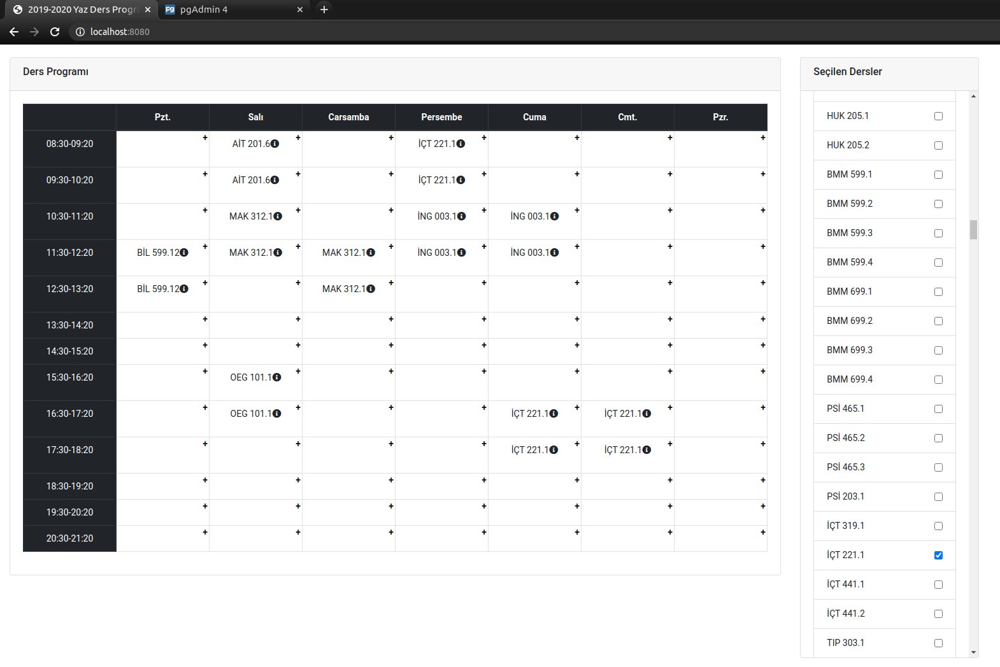 2019-2020 Yaz Ders Progr
pgAdmin 4
localhost:8080
Ders Programı
Seçilen Dersler
Pzt. Salı Carsamba Persembe Cuma Cmt. Pzr.
08:30-09:20 + AİT 201.6 + + İÇT 221.1 + + + +
09:30-10:20 + AİT 201.6 + + İÇT 221.1 + + + +
10:30-11:20 + MAK 312.1 + + İNG 003.1 + İNG 003.1 + + +
11:30-12:20 BİL 599.12 + MAK 312.1 + MAK 312.1 + İNG 003.1 + İNG 003.1 + + +
12:30-13:20 BİL 599.12 + + MAK 312.1 + + + + +
13:30-14:20 + + + + + + +
14:30-15:20 + + + + + + +
15:30-16:20 + OEG 101.1 + + + + + +
16:30-17:20 + OEG 101.1 + + + İÇT 221.1 + İÇT 221.1 + +
17:30-18:20 + + + + İÇT 221.1 + İÇT 221.1 + +
18:30-19:20 + + + + + + +
19:30-20:20 + + + + + + +
20:30-21:20 + + + + + + +
HUK 205.1
HUK 205.2
BMM 599.1
BMM 599.2
BMM 599.3
BMM 599.4
BMM 699.1
BMM 699.2
BMM 699.3
BMM 699.4
PSİ 465.1
PSİ 465.2
PSİ 465.3
PSİ 203.1
İÇT 319.1
İÇT 221.1
İÇT 441.1
İÇT 441.2
TIP 303.1